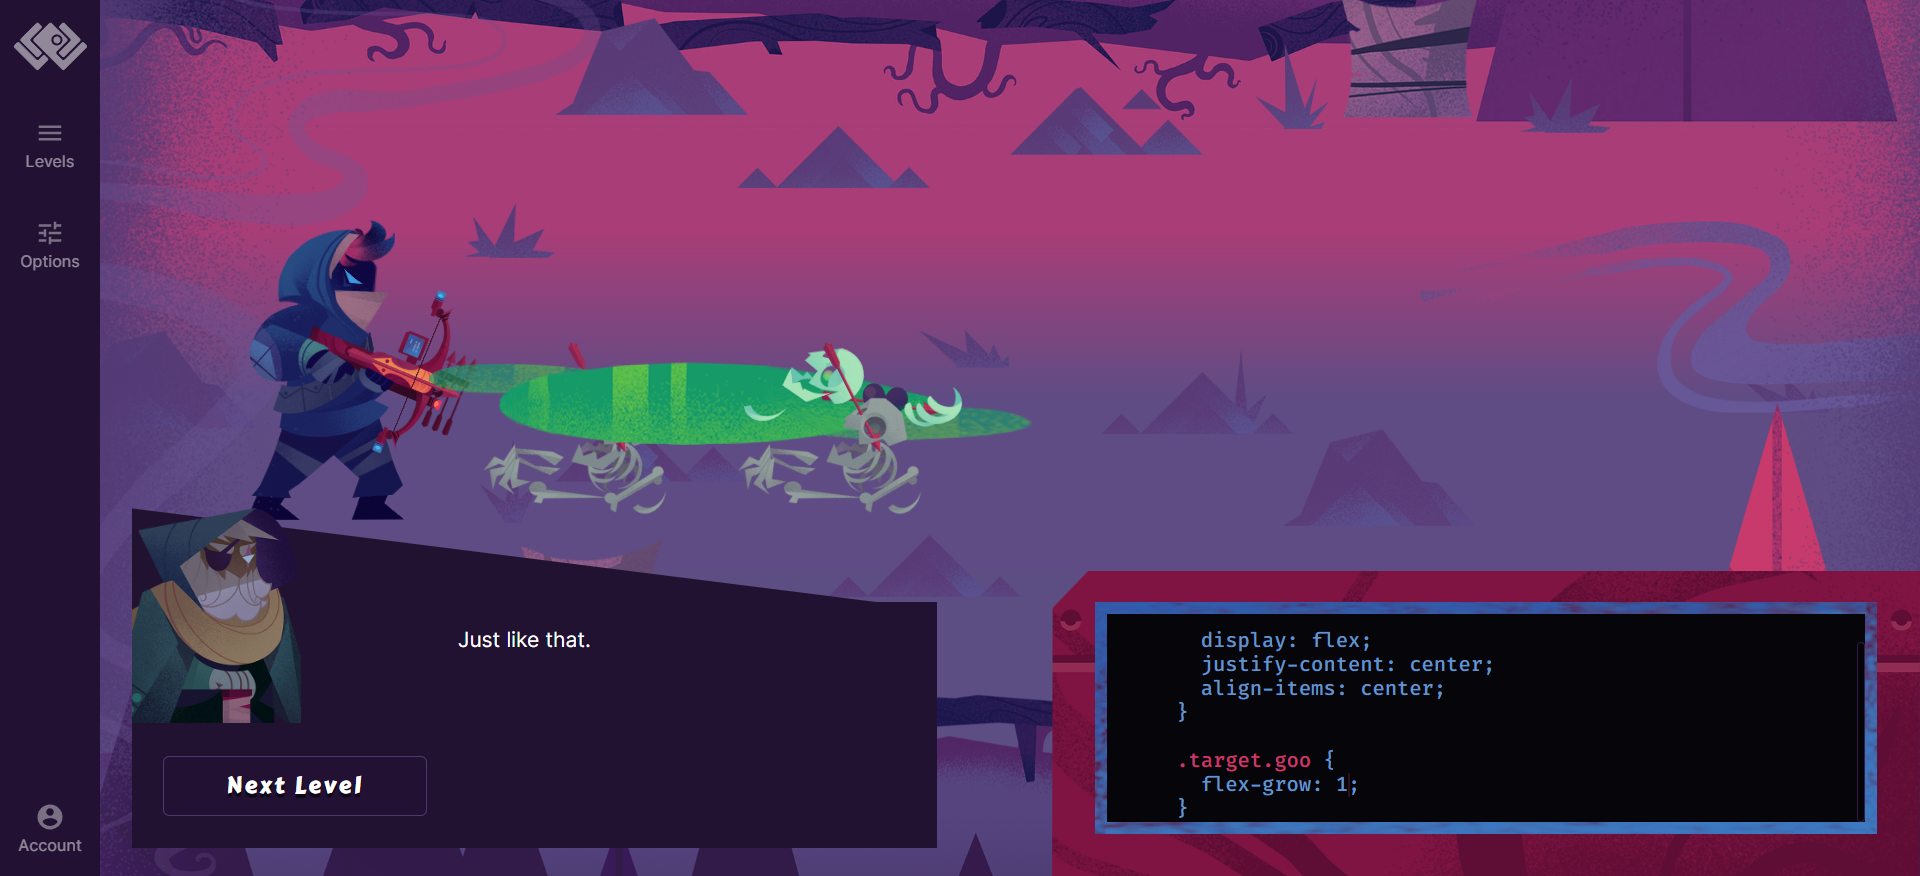 Levels
Options
Just like that.
Next Level
Account
display: flex;
justify-content: center;
align-items: center;
}
.target.goo {
flex-grow: 1;
}